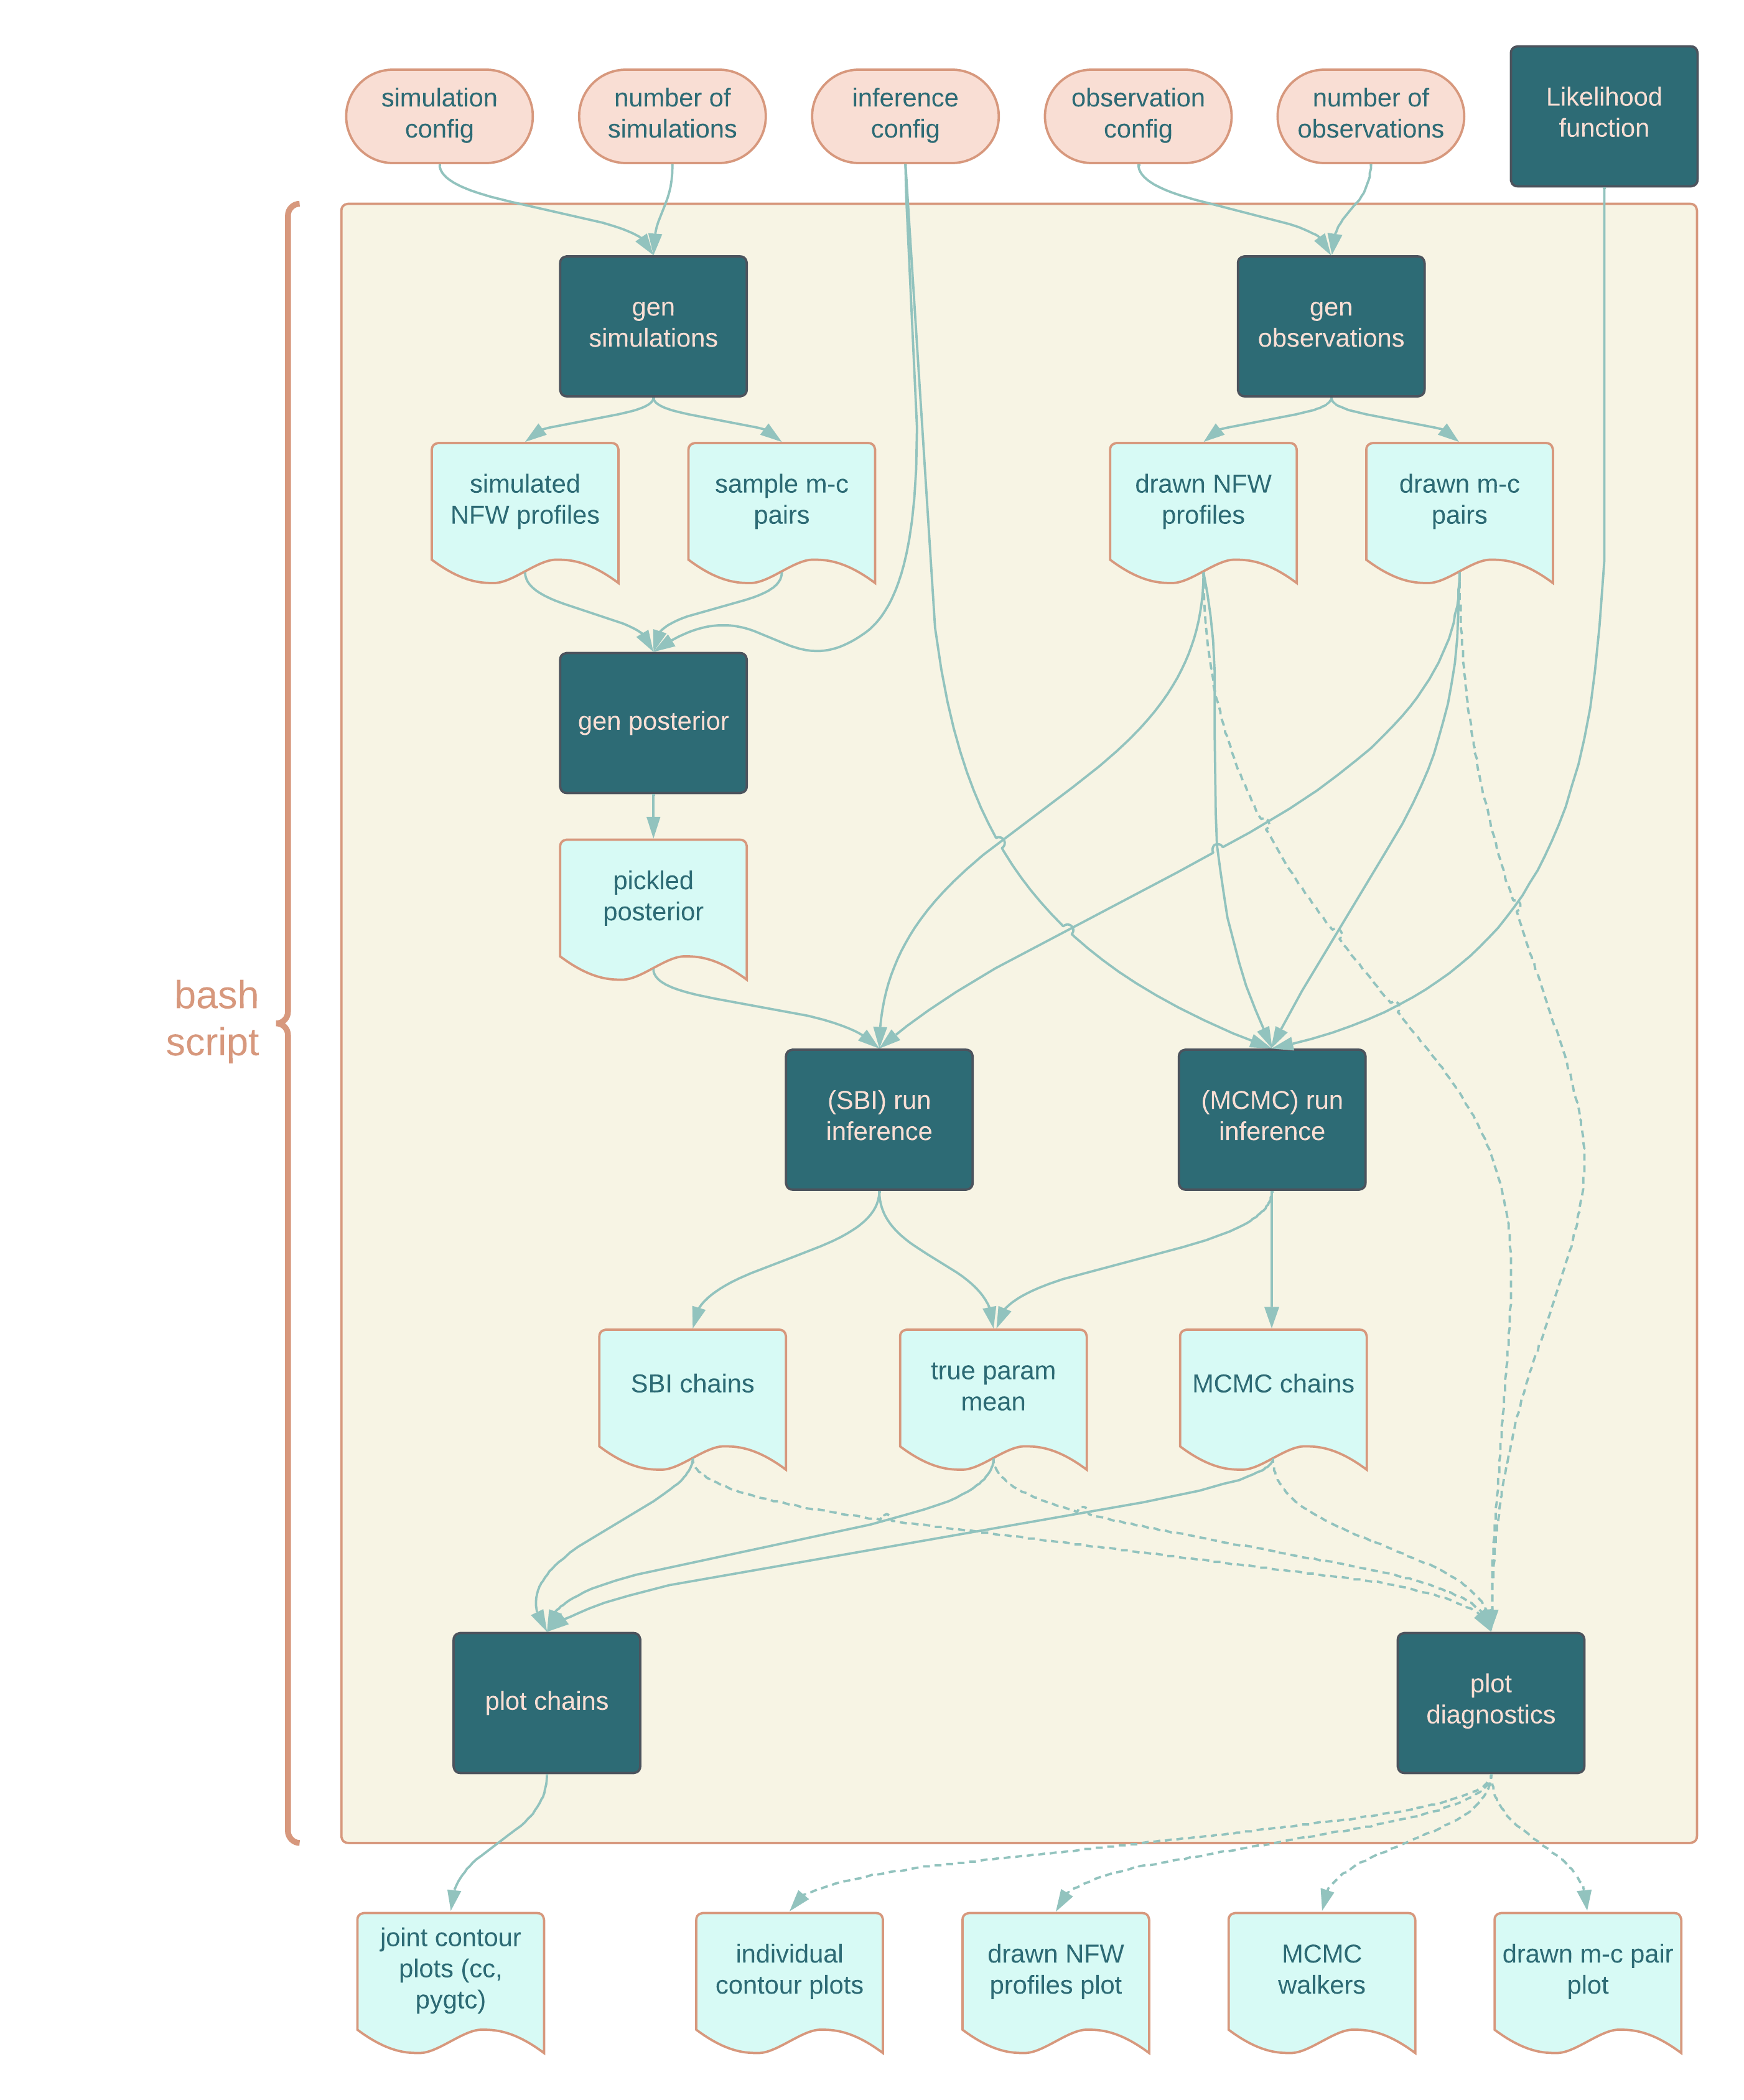 simulation
config
number of
simulations
inference
config
observation
config
number of
observations
Likelihood
function
gen
simulations
gen
observations
simulated
NFW profiles
sample m-c
pairs
drawn NFW
profiles
drawn m-c
pairs
gen posterior
pickled
posterior
bash
script
(SBI) run
inference
(MCMC) run
inference
SBI chains
true param
mean
MCMC chains
plot chains
plot
diagnostics
joint contour
plots (cc,
pygtc)
individual
contour plots
drawn NFW
profiles plot
MCMC
walkers
drawn m-c pair
plot